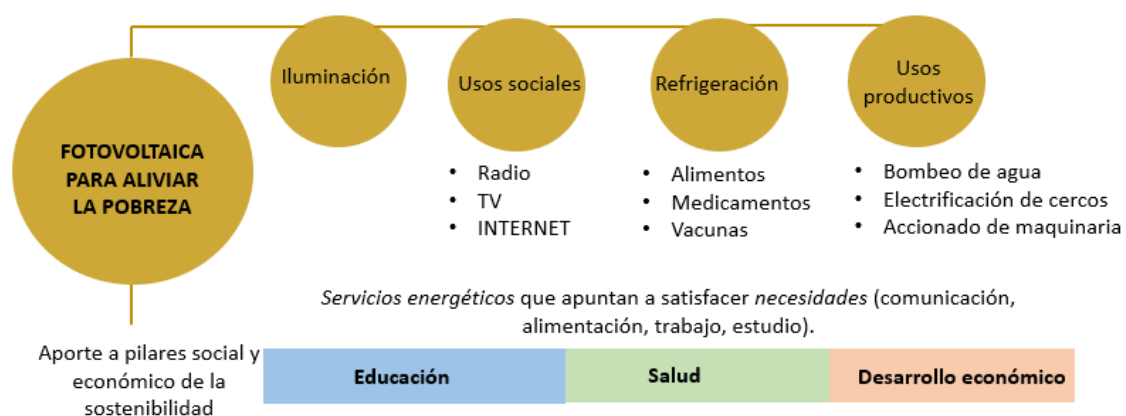 FOTOVOLTAICA
PARA ALIVIAR
LA POBREZA
Iluminación
Usos sociales
• Radio
• TV
• INTERNET
Refrigeración
• Alimentos
• Medicamentos
• Vacunas
Usos
productivos
• Bombeo de agua
• Electrificación de cercos
• Accionado de maquinaria
Servicios energéticos que apuntan a satisfacer necesidades (comunicación,
alimentación, trabajo, estudio).
Aporte a pilares social y
económico de la
sostenibilidad
Educación
Salud
Desarrollo económico